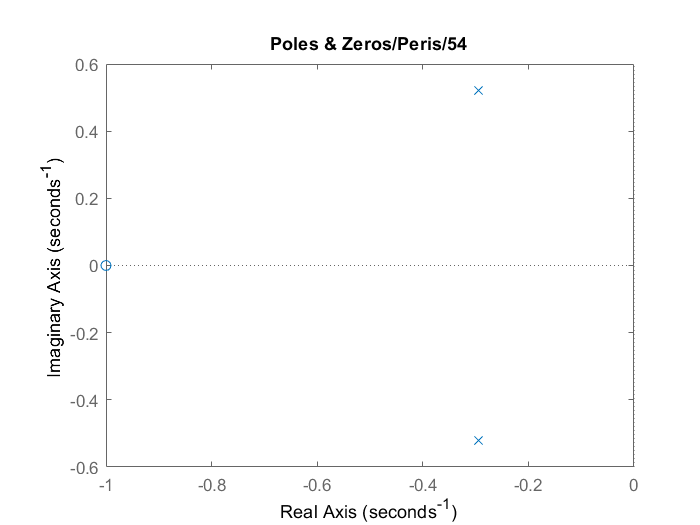 Poles & Zeros/Peris/54
0.6
0.4
0.2
0
-0.2
-0.4
-0.6
Imaginary Axis (seconds⁻¹)
-1 -0.8 -0.6 -0.4 -0.2 0
Real Axis (seconds⁻¹)